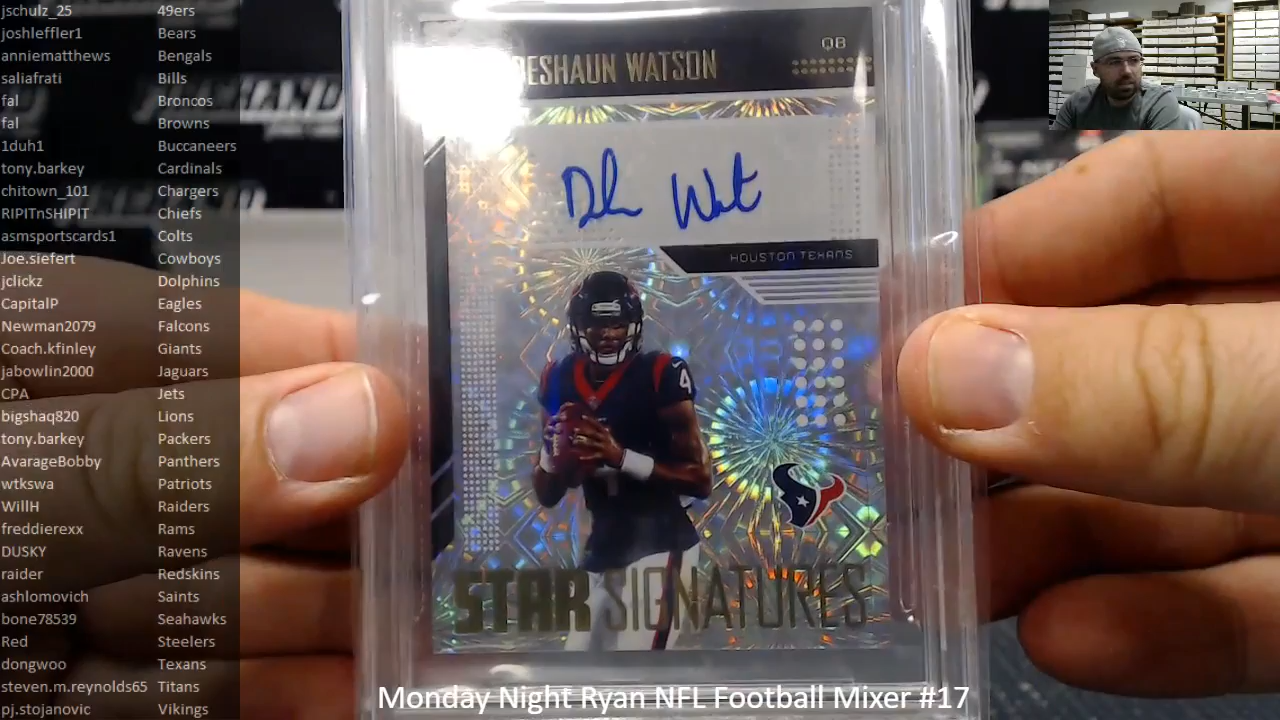 jschulz_25 49ers
joshleffler1 Bears
anniematthews Bengals
saliafrati Bills
fal Broncos
fal Browns
1duh1 Buccaneers
tony.barkey Cardinals
chitown_101 Chargers
RIPITnSHIPIT Chiefs
asmsportscards1 Colts
Joe.siefert Cowboys
jclickz Dolphins
CapitalP Eagles
Newman2079 Falcons
Coach.kfinley Giants
jabowlin2000 Jaguars
CPA Jets
bigshaq820 Lions
tony.barkey Packers
AvarageBobby Panthers
wtkswa Patriots
WillH Raiders
freddierexx Rams
DUSKY Ravens
raider Redskins
ashlomovich Saints
bone78539 Seahawks
Red Steelers
dongwoo Texans
steven.m.reynolds65 Titans
pj.stojanovic Vikings
QB
DESHAUN WATSON
HOUSTON TEXANS
4
STAR SIGNATURES
Monday Night Ryan NFL Football Mixer #17